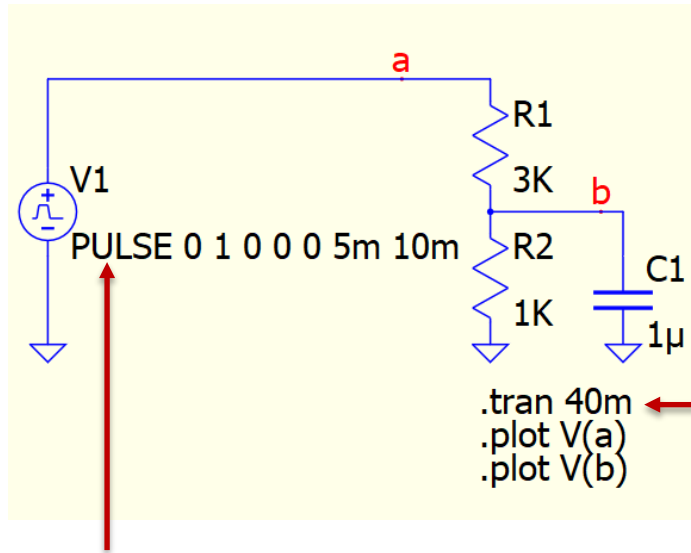 a
R1
V1
3K
b
PULSE 0 1 0 0 0 5m 10m
R2
C1
1K
1µ
.tran 40m
.plot V(a)
.plot V(b)